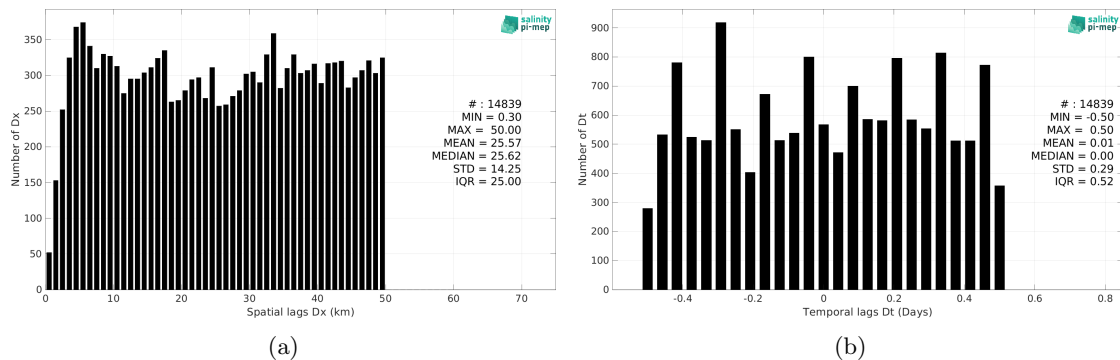 350
300
250
200
150
100
50
0
Number of Dx
0 10 20 30 40 50 60 70
Spatial lags Dx (km)
salinity
pi-mep
# : 14839
MIN = 0.30
MAX = 50.00
MEAN = 25.57
MEDIAN = 25.62
STD = 14.25
IQR = 25.00
(a)
900
800
700
600
500
400
300
200
100
0
Number of Dt
-0.4 -0.2 0 0.2 0.4 0.6 0.8
Temporal lags Dt (Days)
salinity
pi-mep
# : 14839
MIN = -0.50
MAX = 0.50
MEAN = 0.01
MEDIAN = 0.00
STD = 0.29
IQR = 0.52
(b)